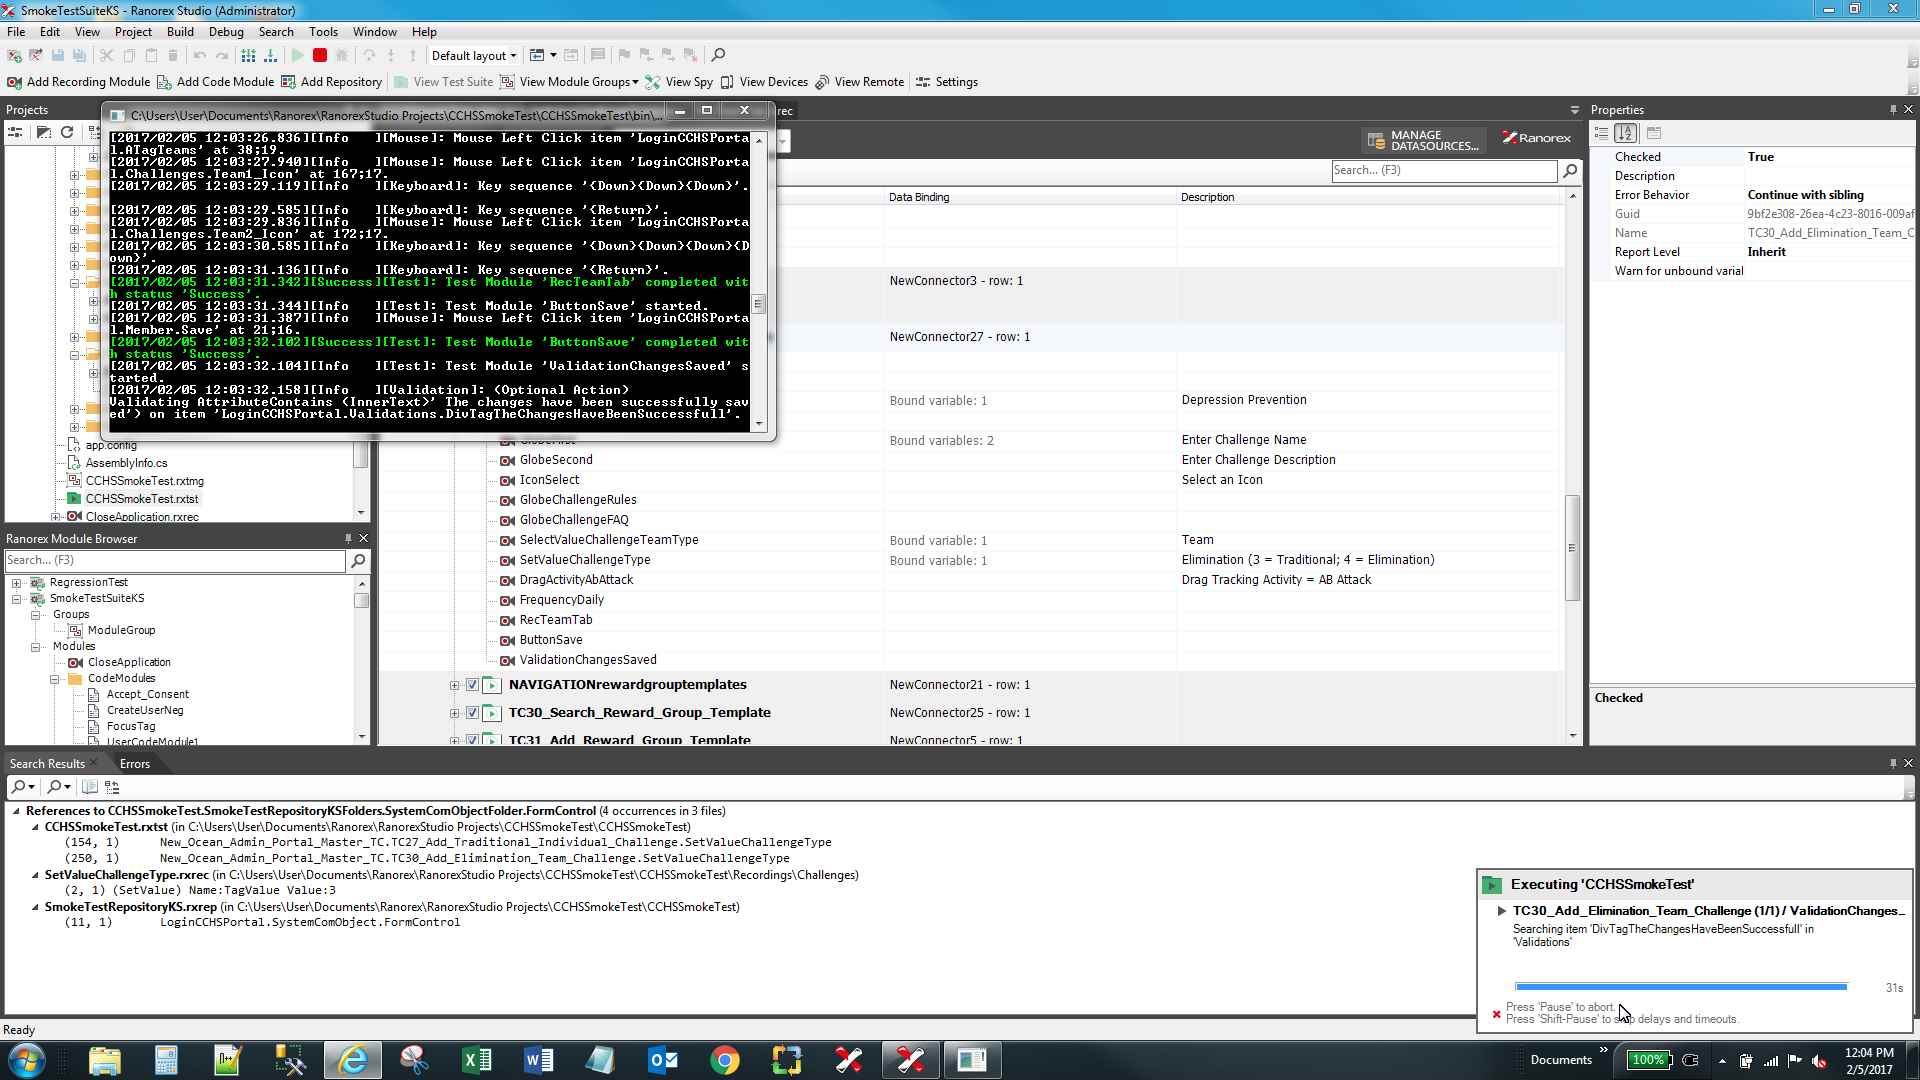 SmokeTestSuiteKS - Ranorex Studio (Administrator)
File Edit View Project Build Debug Search Tools Window Help
Default layout
Add Recording Module Add Code Module Add Repository View Test Suite View Module Groups View Spy View Devices View Remote Settings
Projects
C:\Users\User\Documents\Ranorex\RanorexStudio Projects\CCHSSmokeTest\CCHSSmokeTest\bin\...
rec
[2017/02/05 12:03:26.836][Info ][Mouse]: Mouse Left Click item 'LoginCCHSPorta
l.ATagTeams' at 38;19.
[2017/02/05 12:03:27.940][Info ][Mouse]: Mouse Left Click item 'LoginCCHSPorta
l.Challenges.Team1_Icon' at 167;17.
[2017/02/05 12:03:29.119][Info ][Keyboard]: Key sequence '{Down}{Down}{Down}'.
[2017/02/05 12:03:29.585][Info ][Keyboard]: Key sequence '{Return}'.
[2017/02/05 12:03:29.836][Info ][Mouse]: Mouse Left Click item 'LoginCCHSPorta
l.Challenges.Team2_Icon' at 172;17.
[2017/02/05 12:03:30.585][Info ][Keyboard]: Key sequence '{Down}{Down}{Down}{D
own}'.
[2017/02/05 12:03:31.136][Info ][Keyboard]: Key sequence '{Return}'.
[2017/02/05 12:03:31.342][Success][Test]: Test Module 'RecTeamTab' completed wit
h status 'Success'.
[2017/02/05 12:03:31.344][Info ][Test]: Test Module 'ButtonSave' started.
[2017/02/05 12:03:31.387][Info ][Mouse]: Mouse Left Click item 'LoginCCHSPorta
l.Member.Save' at 21;16.
[2017/02/05 12:03:32.102][Success][Test]: Test Module 'ButtonSave' completed wit
h status 'Success'.
[2017/02/05 12:03:32.104][Info ][Test]: Test Module 'ValidationChangesSaved' s
tarted.
[2017/02/05 12:03:32.158][Info ][Validation]: (Optional Action)
Validating AttributeContains (InnerText>' The changes have been successfully sav
ed') on item 'LoginCCHSPortal.Validations.DivTagTheChangesHaveBeenSuccessfull'.
app.config
AssemblyInfo.cs
CCHSSmokeTest.rxtmg
CCHSSmokeTest.rxtst
CloseApplication.rxrec
MANAGE
DATASOURCES...
Ranorex
Search... (F3)
Data Binding Description
NewConnector3 - row: 1
NewConnector27 - row: 1
Bound variable: 1 Depression Prevention
GlobeFirst Bound variables: 2 Enter Challenge Name
GlobeSecond Enter Challenge Description
IconSelect Select an Icon
GlobeChallengeRules
GlobeChallengeFAQ
SelectValueChallengeTeamType Bound variable: 1 Team
SetValueChallengeType Bound variable: 1 Elimination (3 = Traditional; 4 = Elimination)
DragActivityAbAttack Drag Tracking Activity = AB Attack
FrequencyDaily
RecTeamTab
ButtonSave
ValidationChangesSaved
NAVIGATIONrewardgrouptemplates NewConnector21 - row: 1
TC30_Search_Reward_Group_Template NewConnector25 - row: 1
TC31_Add_Reward_Group_Template NewConnector5 - row: 1
Properties
Checked True
Description
Error Behavior Continue with sibling
Guid 9bf2e308-26ea-4c23-8016-009af
Name TC30_Add_Elimination_Team_C
Report Level Inherit
Warn for unbound varial
Checked
Ranorex Module Browser
Search... (F3)
RegressionTest
SmokeTestSuiteKS
Groups
ModuleGroup
Modules
CloseApplication
CodeModules
Accept_Consent
CreateUserNeg
FocusTag
UserCodeModule1
Search Results Errors
References to CCHSSmokeTest.SmokeTestRepositoryKSFolders.SystemComObjectFolder.FormControl (4 occurrences in 3 files)
CCHSSmokeTest.rxtst (in C:\Users\User\Documents\Ranorex\RanorexStudio Projects\CCHSSmokeTest\CCHSSmokeTest)
(154, 1) New_Ocean_Admin_Portal_Master_TC.TC27_Add_Traditional_Individual_Challenge.SetValueChallengeType
(250, 1) New_Ocean_Admin_Portal_Master_TC.TC30_Add_Elimination_Team_Challenge.SetValueChallengeType
SetValueChallengeType.rxrec (in C:\Users\User\Documents\Ranorex\RanorexStudio Projects\CCHSSmokeTest\CCHSSmokeTest\Recordings\Challenges)
(2, 1) (SetValue) Name:TagValue Value:3
SmokeTestRepositoryKS.rxrep (in C:\Users\User\Documents\Ranorex\RanorexStudio Projects\CCHSSmokeTest\CCHSSmokeTest)
(11, 1) LoginCCHSPortal.SystemComObject.FormControl
Executing 'CCHSSmokeTest'
TC30_Add_Elimination_Team_Challenge (1/1) / ValidationChanges...
Searching item 'DivTagTheChangesHaveBeenSuccessfull' in
'Validations'
31s
Press 'Pause' to abort.
Press 'Shift-Pause' to skip delays and timeouts.
Ready
Documents
100%
12:04 PM
2/5/2017